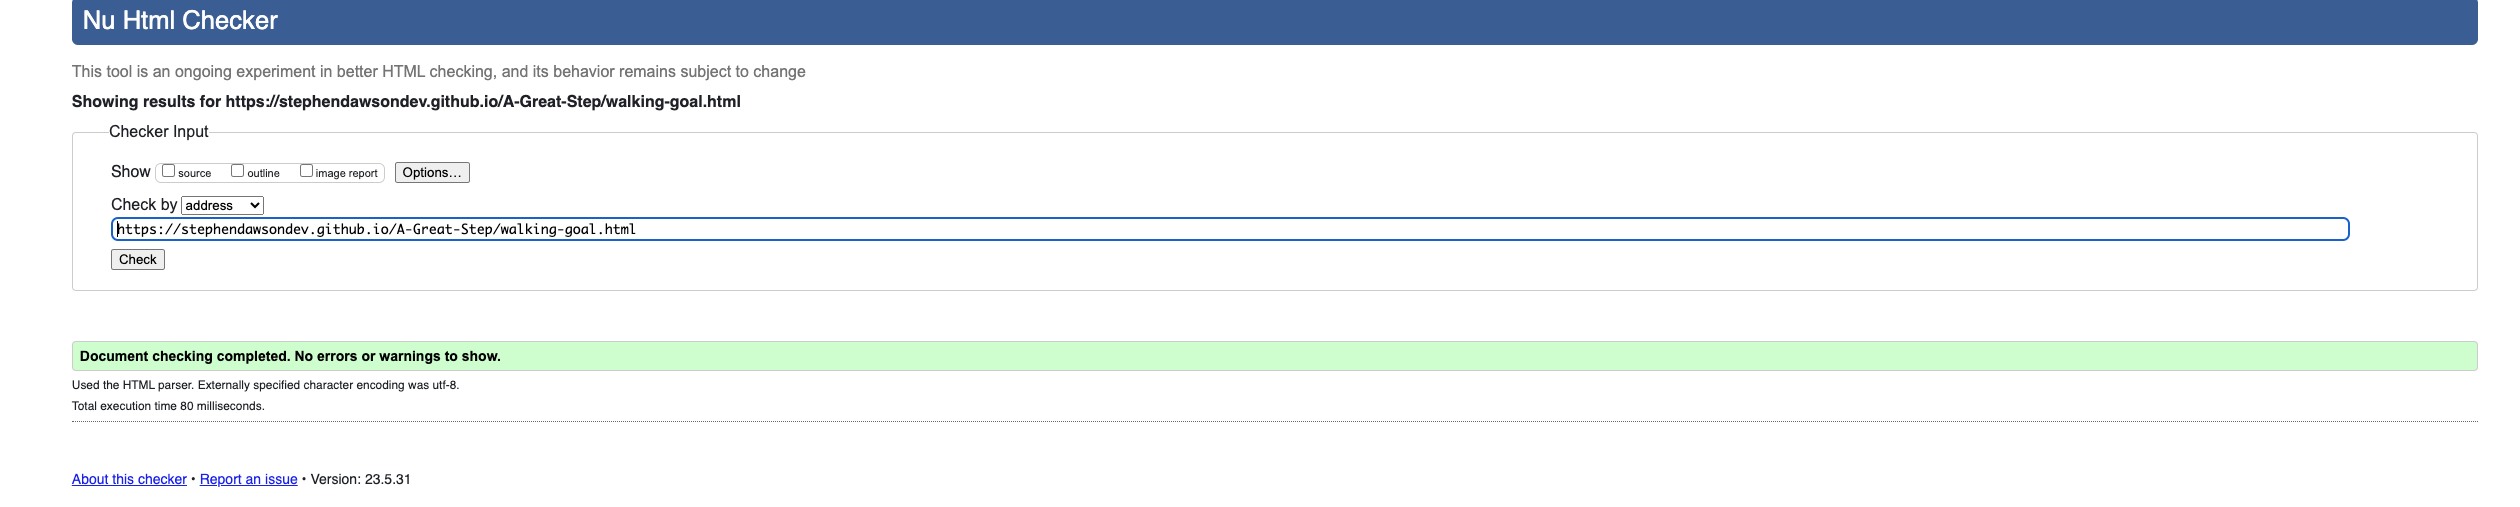 Nu Html Checker
This tool is an ongoing experiment in better HTML checking, and its behavior remains subject to change
Showing results for https://stephendawsondev.github.io/A-Great-Step/walking-goal.html
Checker Input
Show source outline image report Options...
Check by address
https://stephendawsondev.github.io/A-Great-Step/walking-goal.html
Check
Document checking completed. No errors or warnings to show.
Used the HTML parser. Externally specified character encoding was utf-8.
Total execution time 80 milliseconds.
About this checker • Report an issue • Version: 23.5.31